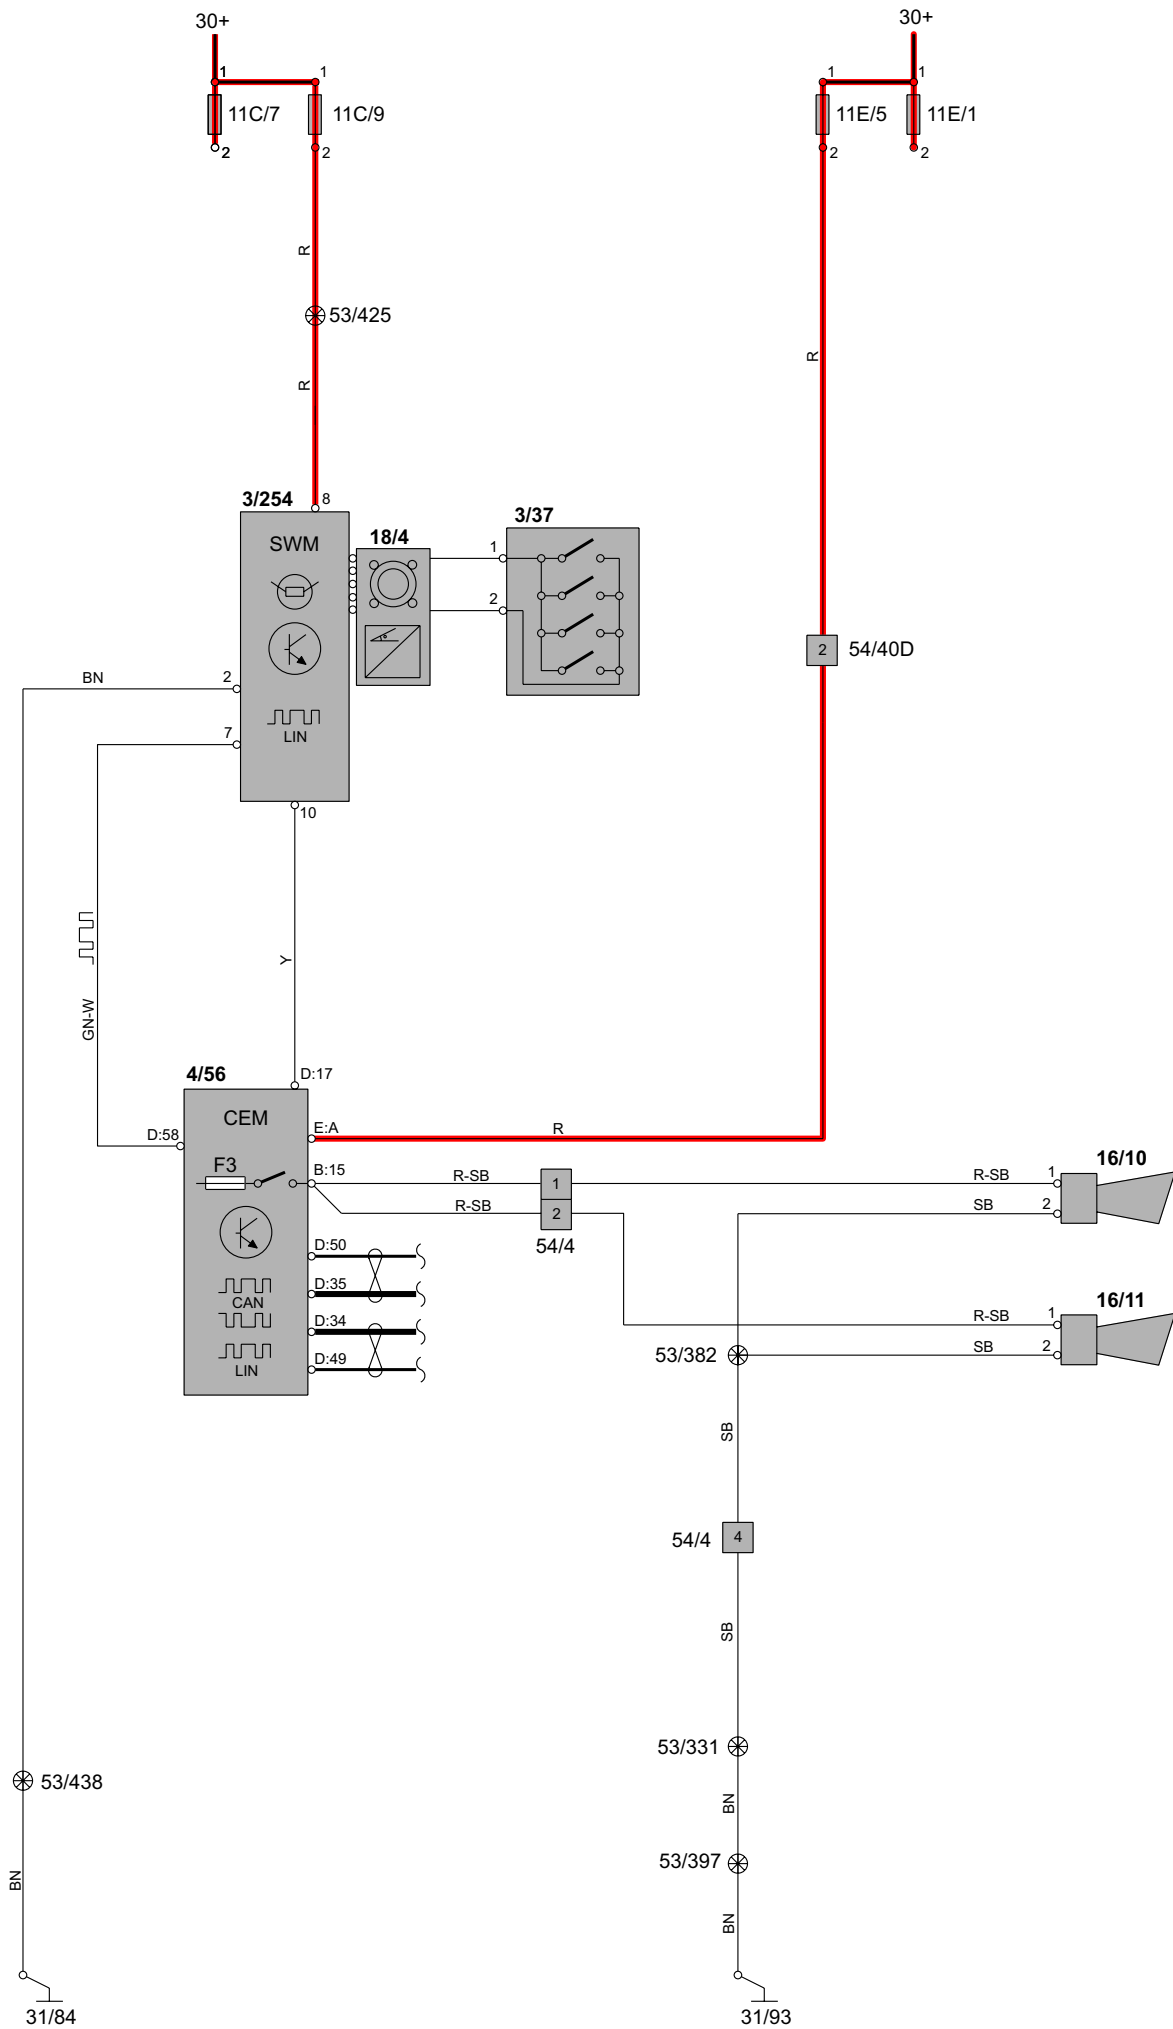 30+
30+
1
1
1
1
11C/7
11C/9
11E/5
11E/1
2
2
2
2
R
53/425
R
R
3/254
8
SWM
18/4
3/37
1
2
2
54/40D
BN
2
7
LIN
10
Y
GN-W
4/56
D:17
CEM
D:58
E:A
R
F3
B:15
R-SB
1
R-SB
1
16/10
R-SB
2
SB
2
54/4
D:50
D:35
CAN
D:34
LIN
D:49
R-SB
1
16/11
53/382
SB
2
SB
54/4
4
SB
53/331
53/438
BN
53/397
BN
BN
31/84
31/93